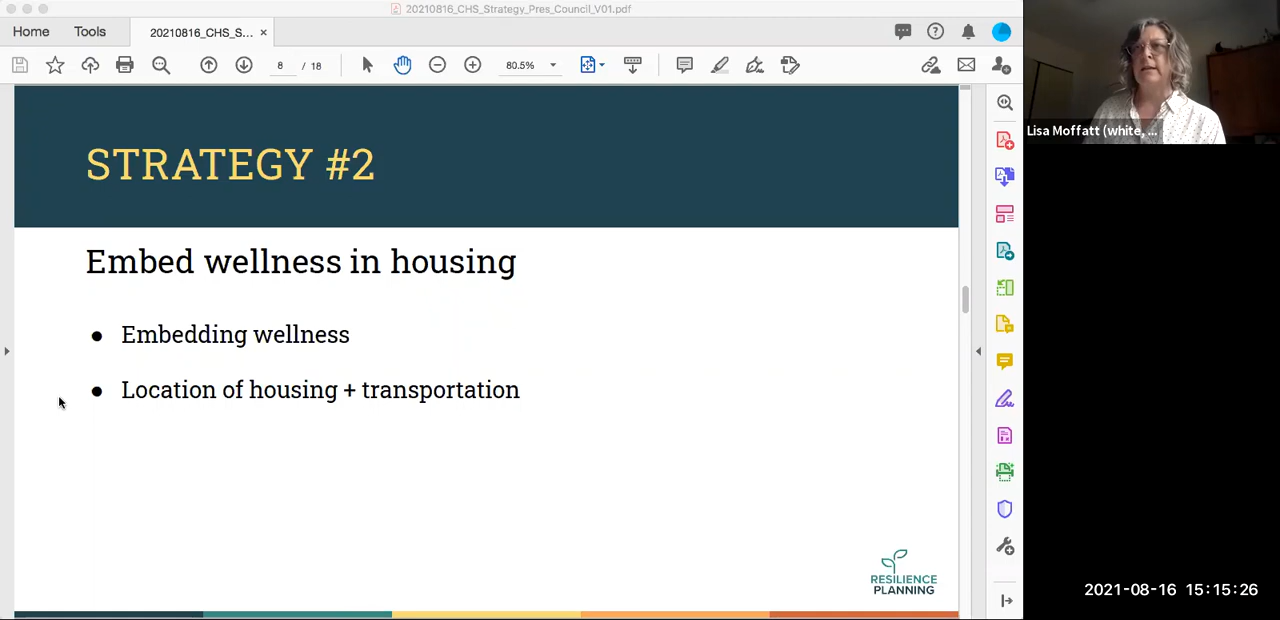 20210816_CHS_Strategy_Pres_Council_V01.pdf
Home
Tools
20210816_CHS_S...
8 / 18
80.5%
STRATEGY #2
Embed wellness in housing
Embedding wellness
Location of housing + transportation
RESILIENCE
PLANNING
Lisa Moffatt (white, ...
2021-08-16 15:15:26